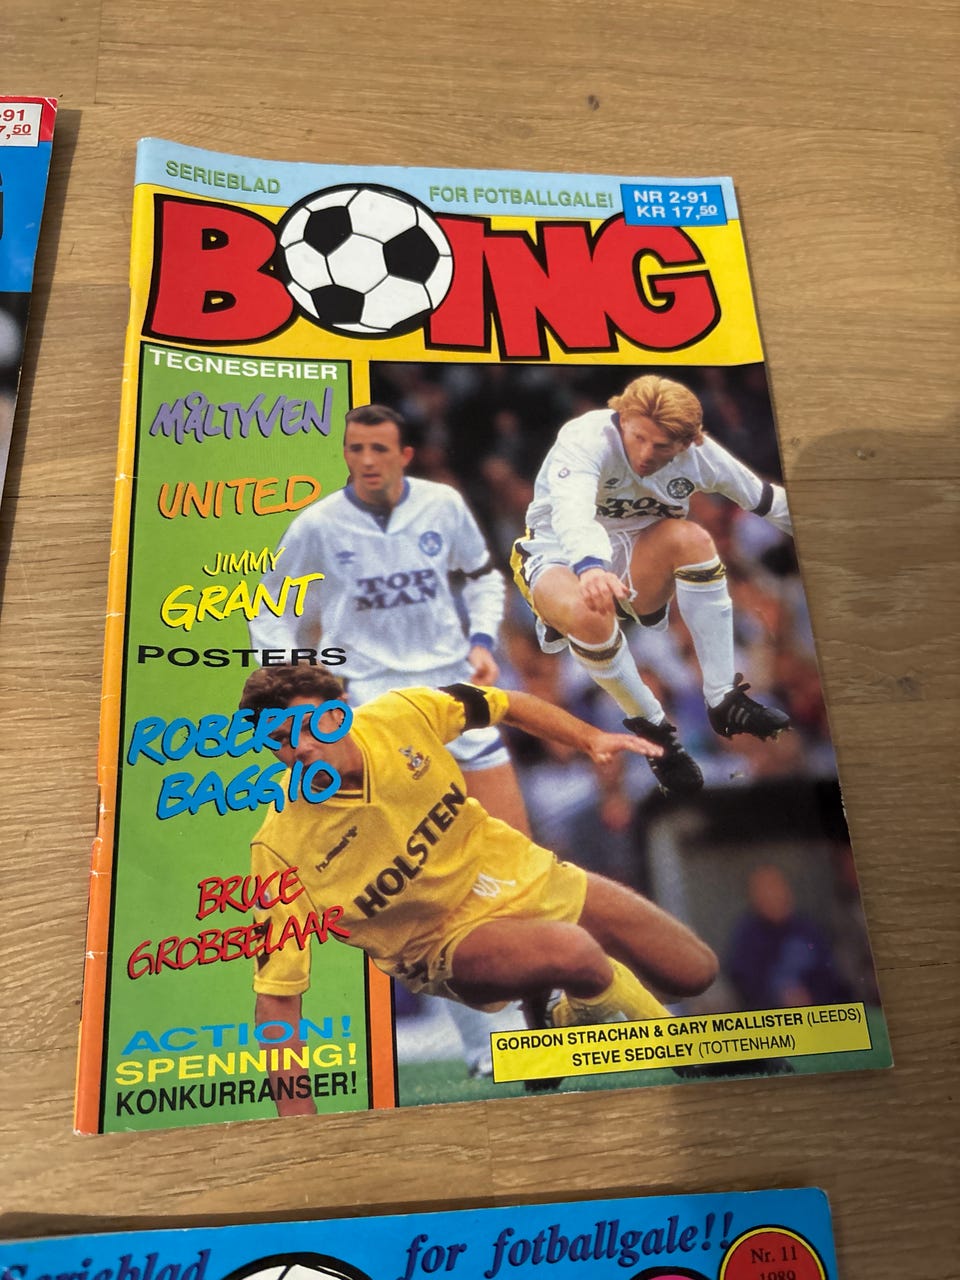 •91
7,50
SERIEBLAD
FOR FOTBALLGALE!
NR 2•91
KR 17,50
BOING
TEGNESERIER
MÅLTYVEN
UNITED
JIMMY
GRANT
POSTERS
ROBERTO
BAGGIO
BRUCE
GROBBELAAR
ACTION!
SPENNING!
KONKURRANSER!
TOP
MAN
TOP
MAN
hummel
HOLSTEN
GORDON STRACHAN & GARY MCALLISTER (LEEDS)
STEVE SEDGLEY (TOTTENHAM)
Serieblad
for fotballgale!!
Nr. 11
1989